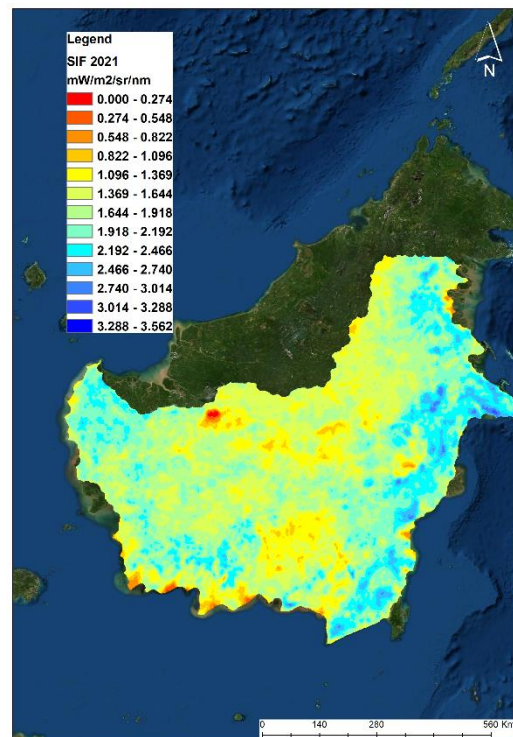 Legend
SIF 2021
mW/m2/sr/nm
0.000 - 0.274
0.274 - 0.548
0.548 - 0.822
0.822 - 1.096
1.096 - 1.369
1.369 - 1.644
1.644 - 1.918
1.918 - 2.192
2.192 - 2.466
2.466 - 2.740
2.740 - 3.014
3.014 - 3.288
3.288 - 3.562
N
0 140 280 560 Km